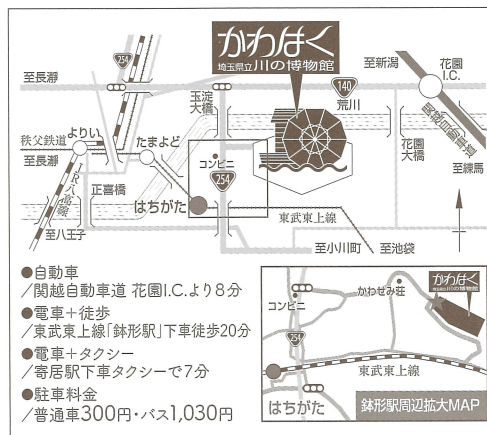 かわはく
埼玉県立川の博物館
254
至長瀞
玉淀大橋
140
荒川
至新潟
花園I.C.
関越自動車道
至練馬
花園大橋
秩父鉄道
よりい
至長瀞
たまよど
コンビニ
254
正喜橋
JR八高線
はちがた
東武東上線
至八王子
至小川町
至池袋
●自動車
/関越自動車道 花園I.C.より8分
●電車+徒歩
/東武東上線「鉢形駅」下車徒歩20分
●電車+タクシー
/寄居駅下車タクシーで7分
●駐車料金
/普通車300円・バス1,030円
かわはく
かわせみ荘
コンビニ
254
東武東上線
はちがた
鉢形駅周辺拡大MAP